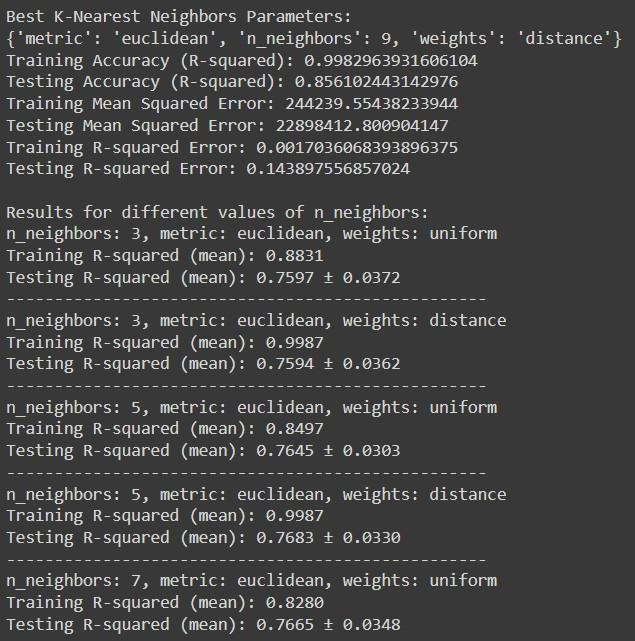 Best K-Nearest Neighbors Parameters:
{'metric': 'euclidean', 'n_neighbors': 9, 'weights': 'distance'}
Training Accuracy (R-squared): 0.9982963931606104
Testing Accuracy (R-squared): 0.856102443142976
Training Mean Squared Error: 244239.55438233944
Testing Mean Squared Error: 22898412.800904147
Training R-squared Error: 0.0017036068393896375
Testing R-squared Error: 0.143897556857024
Results for different values of n_neighbors:
n_neighbors: 3, metric: euclidean, weights: uniform
Training R-squared (mean): 0.8831
Testing R-squared (mean): 0.7597 ± 0.0372
--------------------------------------------------
n_neighbors: 3, metric: euclidean, weights: distance
Training R-squared (mean): 0.9987
Testing R-squared (mean): 0.7594 ± 0.0362
--------------------------------------------------
n_neighbors: 5, metric: euclidean, weights: uniform
Training R-squared (mean): 0.8497
Testing R-squared (mean): 0.7645 ± 0.0303
--------------------------------------------------
n_neighbors: 5, metric: euclidean, weights: distance
Training R-squared (mean): 0.9987
Testing R-squared (mean): 0.7683 ± 0.0330
--------------------------------------------------
n_neighbors: 7, metric: euclidean, weights: uniform
Training R-squared (mean): 0.8280
Testing R-squared (mean): 0.7665 ± 0.0348